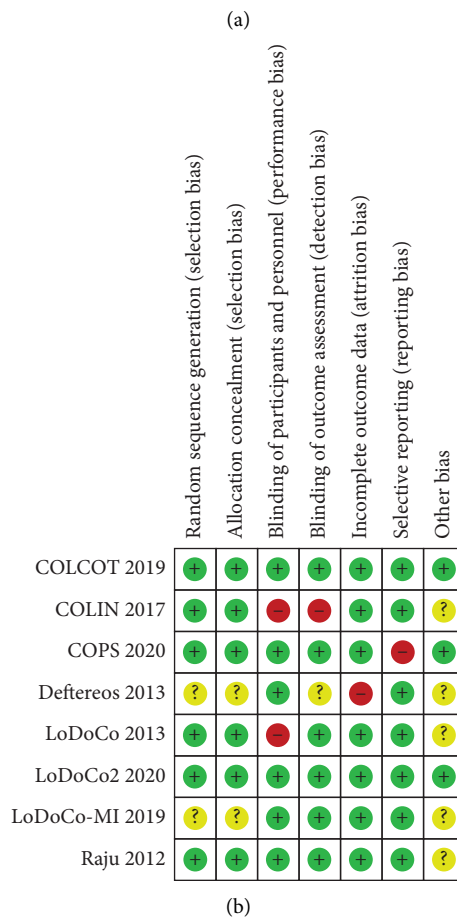 (a)
Random sequence generation (selection bias)
Allocation concealment (selection bias)
Blinding of participants and personnel (performance bias)
Blinding of outcome assessment (detection bias)
Incomplete outcome data (attrition bias)
Selective reporting (reporting bias)
Other bias
COLCOT 2019 + + + + + + +
COLIN 2017 + + – – + + ?
COPS 2020 + + + + + – +
Deftereos 2013 ? ? + ? – + ?
LoDoCo 2013 + + – + + + ?
LoDoCo2 2020 + + + + + + +
LoDoCo-MI 2019 ? ? + + + + ?
Raju 2012 + + + + + + ?
(b)